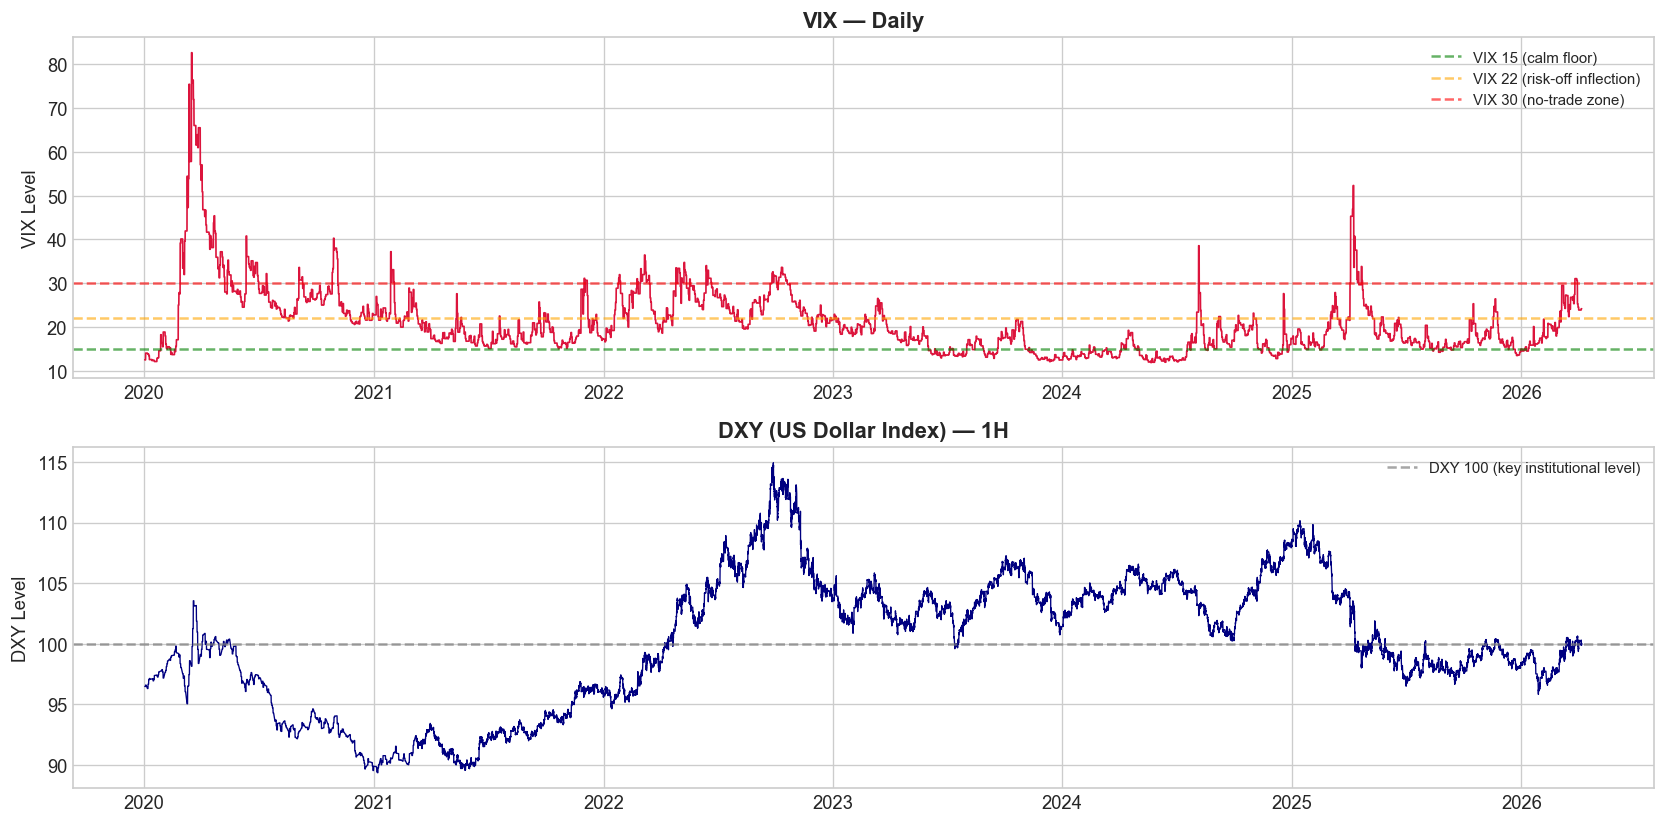 VIX — Daily
VIX Level
80
70
60
50
40
30
20
10
VIX 15 (calm floor)
VIX 22 (risk-off inflection)
VIX 30 (no-trade zone)
2020 2021 2022 2023 2024 2025 2026
DXY (US Dollar Index) — 1H
DXY Level
115
110
105
100
95
90
DXY 100 (key institutional level)
2020 2021 2022 2023 2024 2025 2026